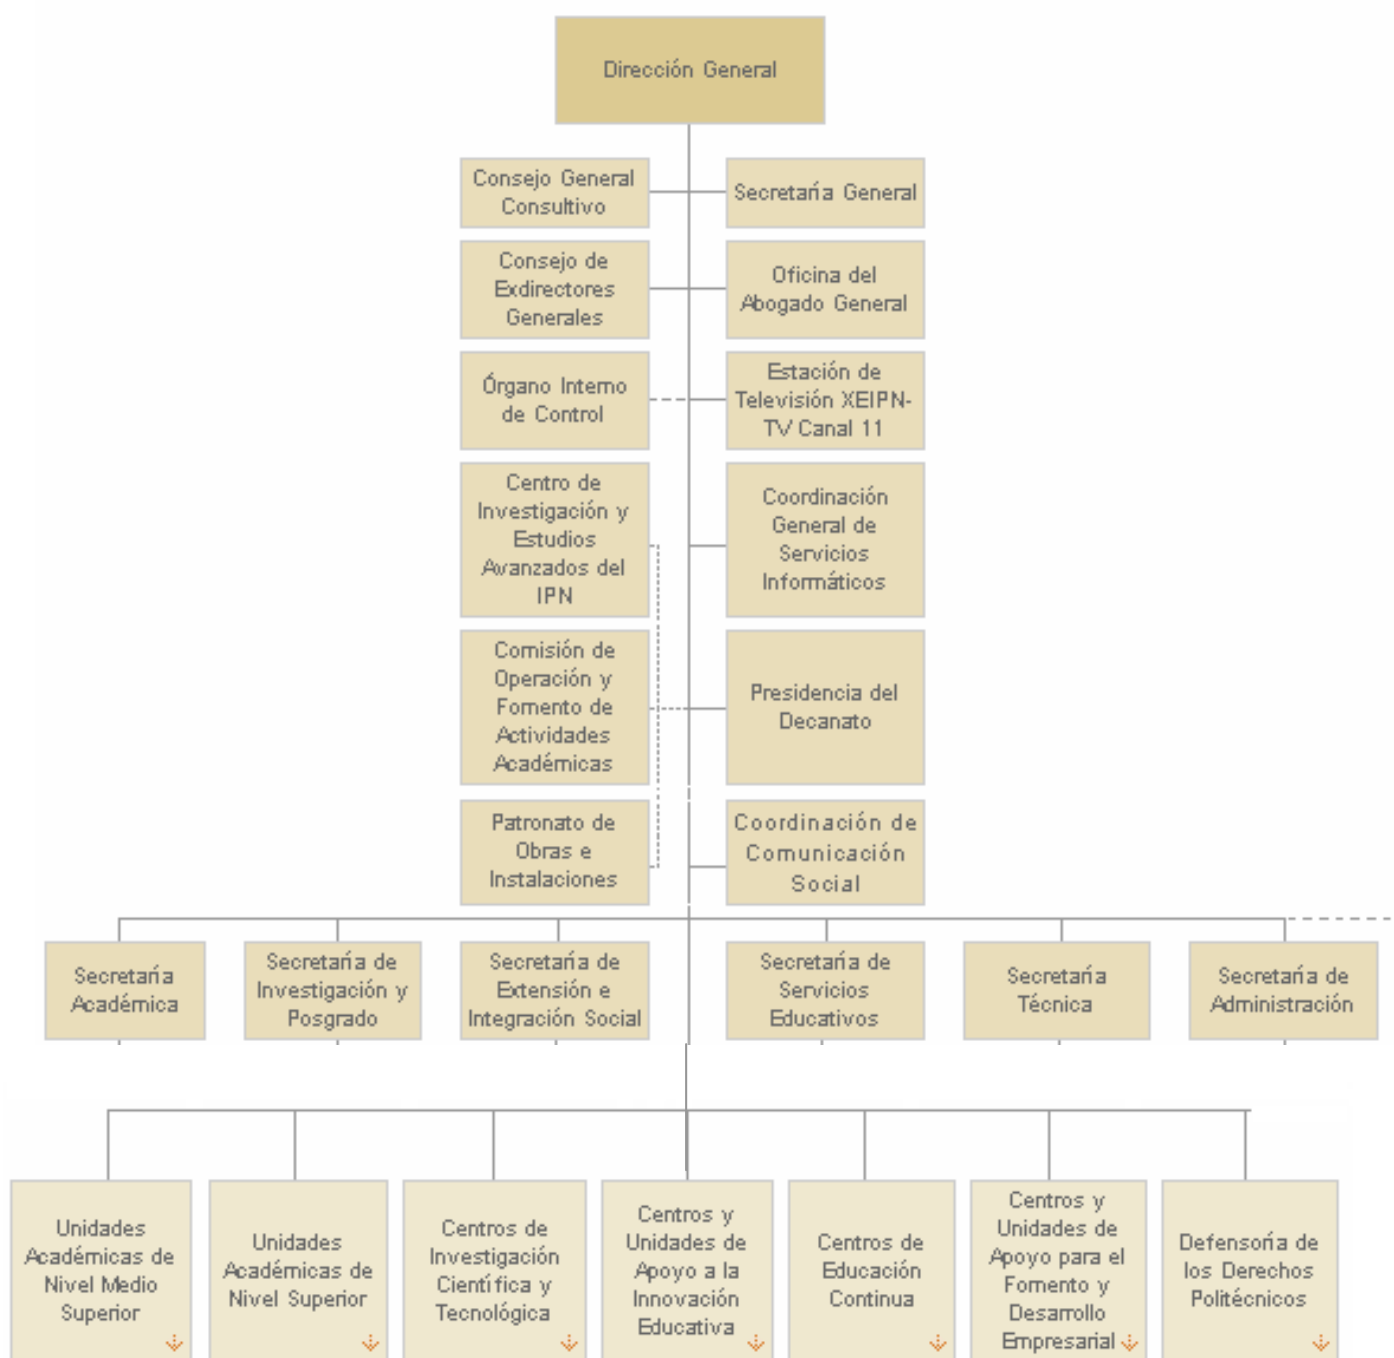 Dirección General
Consejo General
Consultivo
Secretaría General
Consejo de
Exdirectores
Generales
Oficina del
Abogado General
Órgano Interno
de Control
Estación de
Televisión XEIPN-
TV Canal 11
Centro de
Investigación y
Estudios
Avanzados del
IPN
Coordinación
General de
Servicios
Informáticos
Comisión de
Operación y
Fomento de
Actividades
Académicas
Presidencia del
Decanato
Patronato de
Obras e
Instalaciones
Coordinación de
Comunicación
Social
Secretaría
Académica
Secretaría de
Investigación y
Posgrado
Secretaría de
Extensión e
Integración Social
Secretaría de
Servicios
Educativos
Secretaría
Técnica
Secretaría de
Administración
Unidades
Académicas de
Nivel Medio
Superior
Unidades
Académicas de
Nivel Superior
Centros de
Investigación
Científica y
Tecnológica
Centros y
Unidades de
Apoyo a la
Innovación
Educativa
Centros de
Educación
Continua
Centros y
Unidades de
Apoyo para el
Fomento y
Desarrollo
Empresarial
Defensoría de
los Derechos
Politécnicos